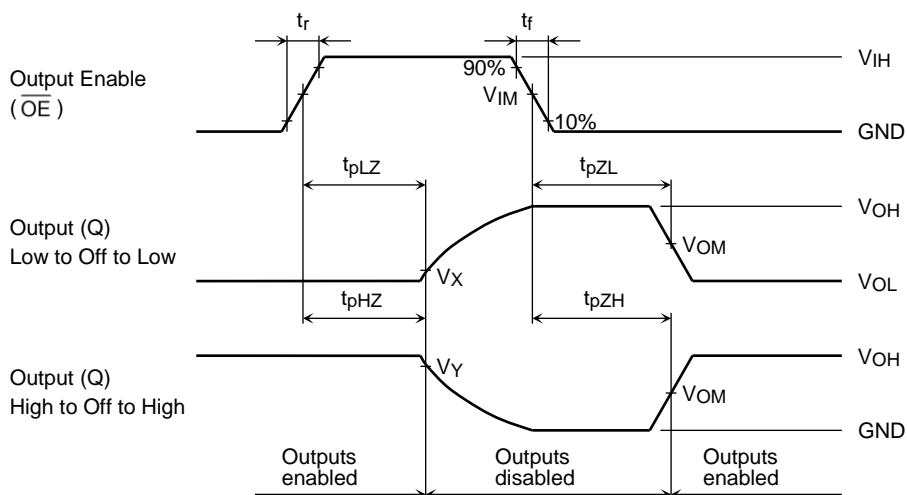 tr
tf
VIH
90%
Output Enable
(OE)
VIM
10%
GND
tpLZ
tpZL
VOH
Output (Q)
Low to Off to Low
VOM
VX
VOL
tpHZ
tpZH
VOH
Output (Q)
High to Off to High
VY
VOM
GND
Outputs
enabled
Outputs
disabled
Outputs
enabled